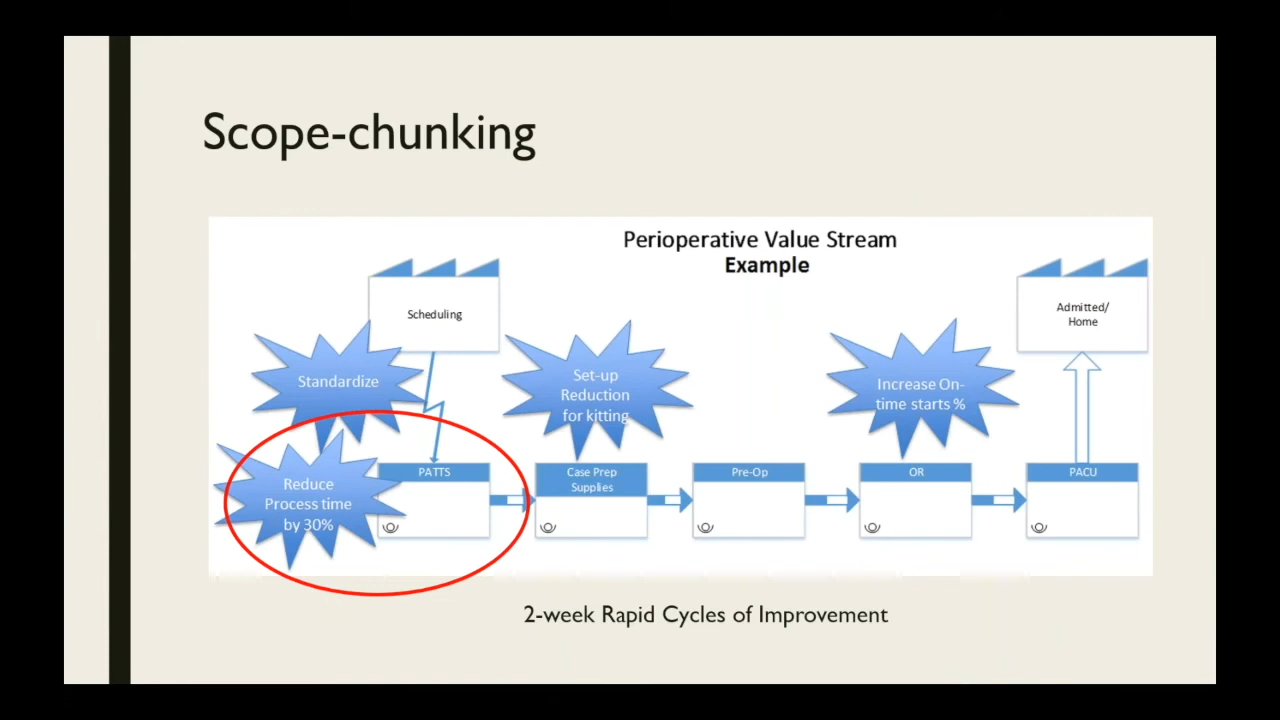 Scope-chunking
Perioperative Value Stream
Example
Scheduling
Admitted/
Home
Standardize
Set-up
Reduction
for kitting
Increase On-
time starts %
Reduce
Process time
by 30%
PATTS
Case Prep
Supplies
Pre-Op
OR
PACU
2-week Rapid Cycles of Improvement